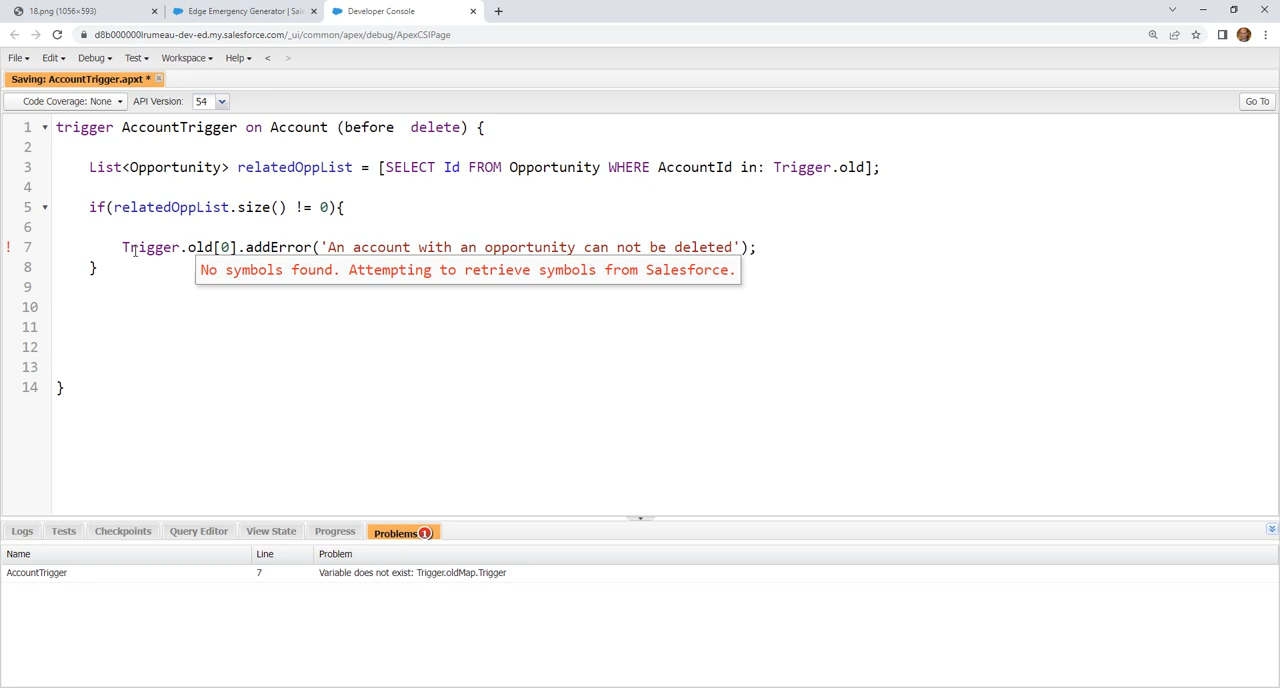 18.png (1056×593)
Edge Emergency Generator | Sale
Developer Console
d8b000000lrumeau-dev-ed.my.salesforce.com/_ui/common/apex/debug/ApexCSIPage
File Edit Debug Test Workspace Help < >
Saving: AccountTrigger.apxt *
Code Coverage: None API Version: 54 Go To
1 trigger AccountTrigger on Account (before  delete) {
2
3 List<Opportunity> relatedOppList = [SELECT Id FROM Opportunity WHERE AccountId in: Trigger.old];
4
5 if(relatedOppList.size() != 0){
6
7 Trigger.old[0].addError('An account with an opportunity can not be deleted');
8 }
No symbols found. Attempting to retrieve symbols from Salesforce.
9
10
11
12
13
14 }
Logs Tests Checkpoints Query Editor View State Progress Problems 1
Name Line Problem
AccountTrigger 7 Variable does not exist: Trigger.oldMap.Trigger